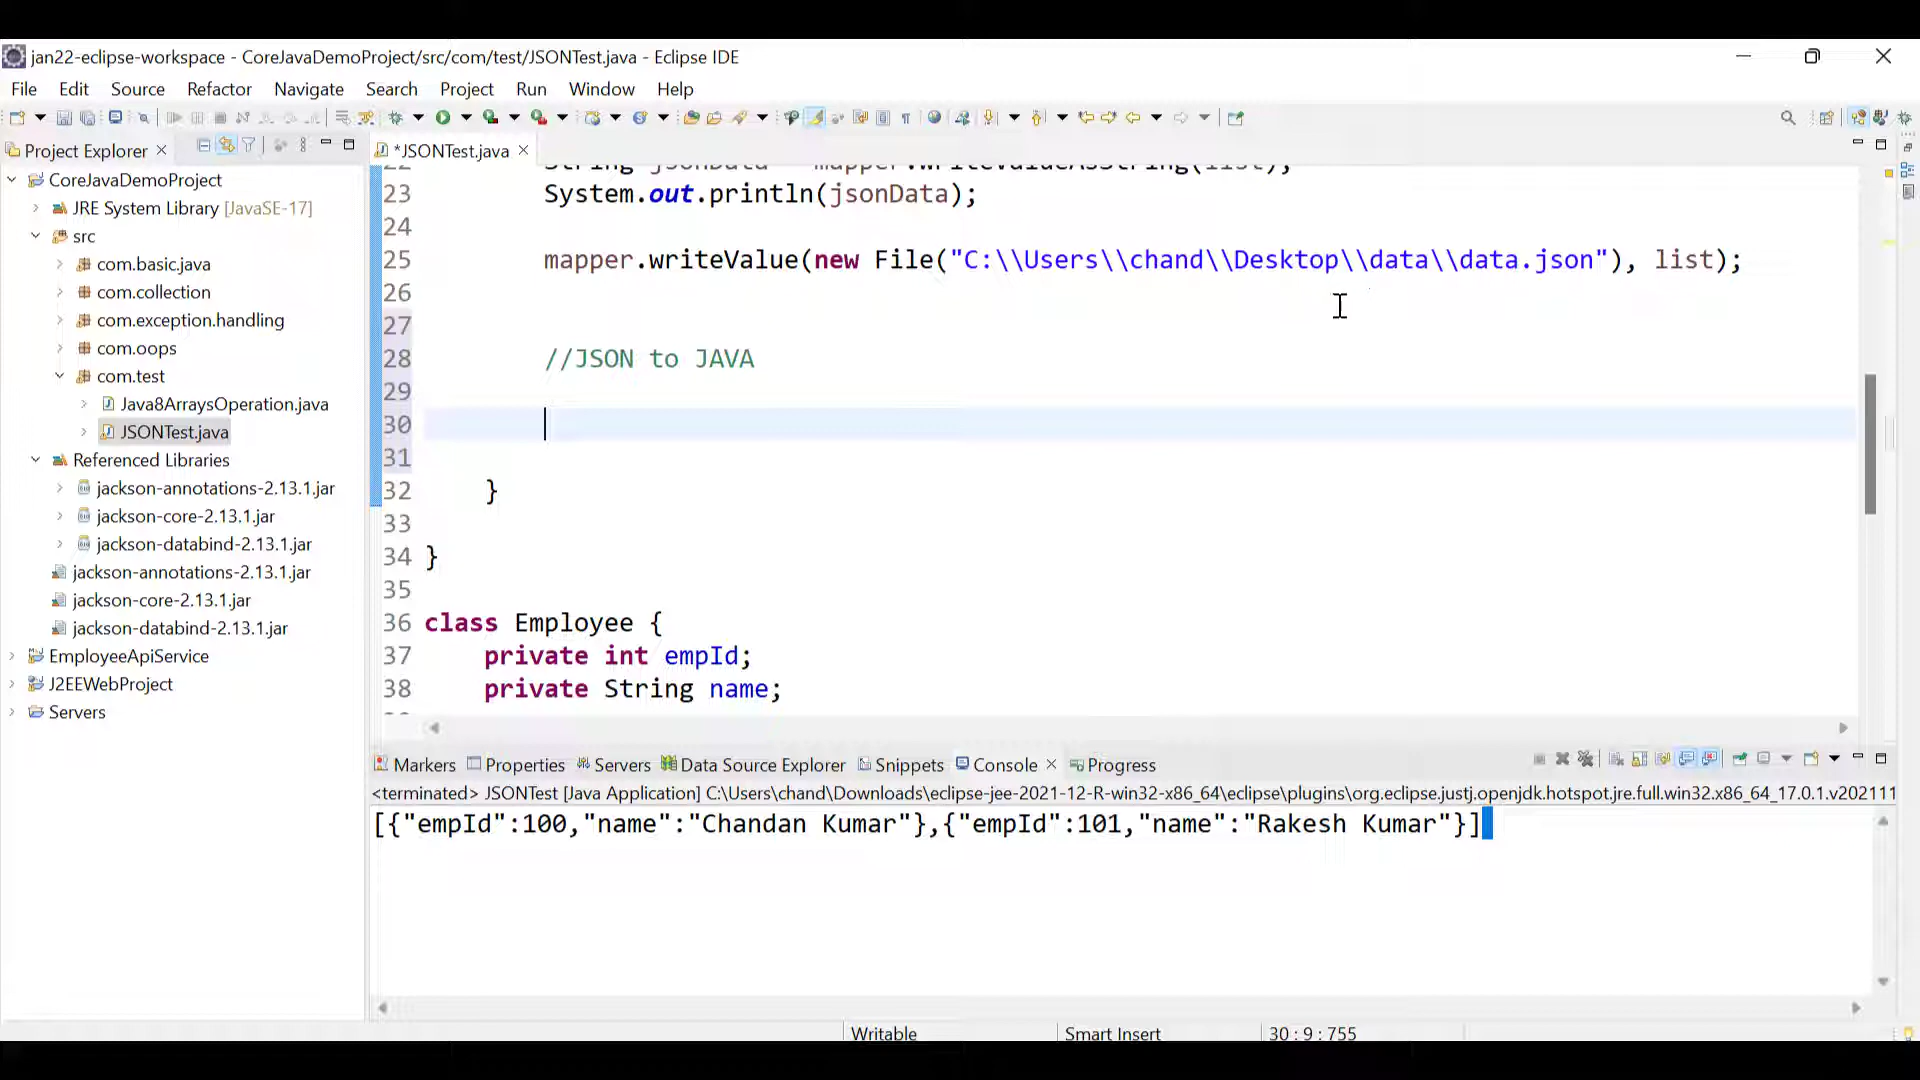 jan22-eclipse-workspace - CoreJavaDemoProject/src/com/test/JSONTest.java - Eclipse IDE
File Edit Source Refactor Navigate Search Project Run Window Help
Project Explorer
*JSONTest.java
CoreJavaDemoProject
JRE System Library [JavaSE-17]
src
com.basic.java
com.collection
com.exception.handling
com.oops
com.test
Java8ArraysOperation.java
JSONTest.java
Referenced Libraries
jackson-annotations-2.13.1.jar
jackson-core-2.13.1.jar
jackson-databind-2.13.1.jar
jackson-annotations-2.13.1.jar
jackson-core-2.13.1.jar
jackson-databind-2.13.1.jar
EmployeeApiService
J2EEWebProject
Servers
22 String jsonData = mapper.writeValueAsString(list);
23 System.out.println(jsonData);
24
25 mapper.writeValue(new File("C:\\Users\\chand\\Desktop\\data\\data.json"), list);
26
27
28 //JSON to JAVA
29
30
31
32 }
33
34 }
35
36 class Employee {
37 private int empId;
38 private String name;
Markers Properties Servers Data Source Explorer Snippets Console Progress
<terminated> JSONTest [Java Application] C:\Users\chand\Downloads\eclipse-jee-2021-12-R-win32-x86_64\eclipse\plugins\org.eclipse.justj.openjdk.hotspot.jre.full.win32.x86_64_17.0.1.v202111
[{"empId":100,"name":"Chandan Kumar"},{"empId":101,"name":"Rakesh Kumar"}]
Writable Smart Insert 30 : 9 : 755